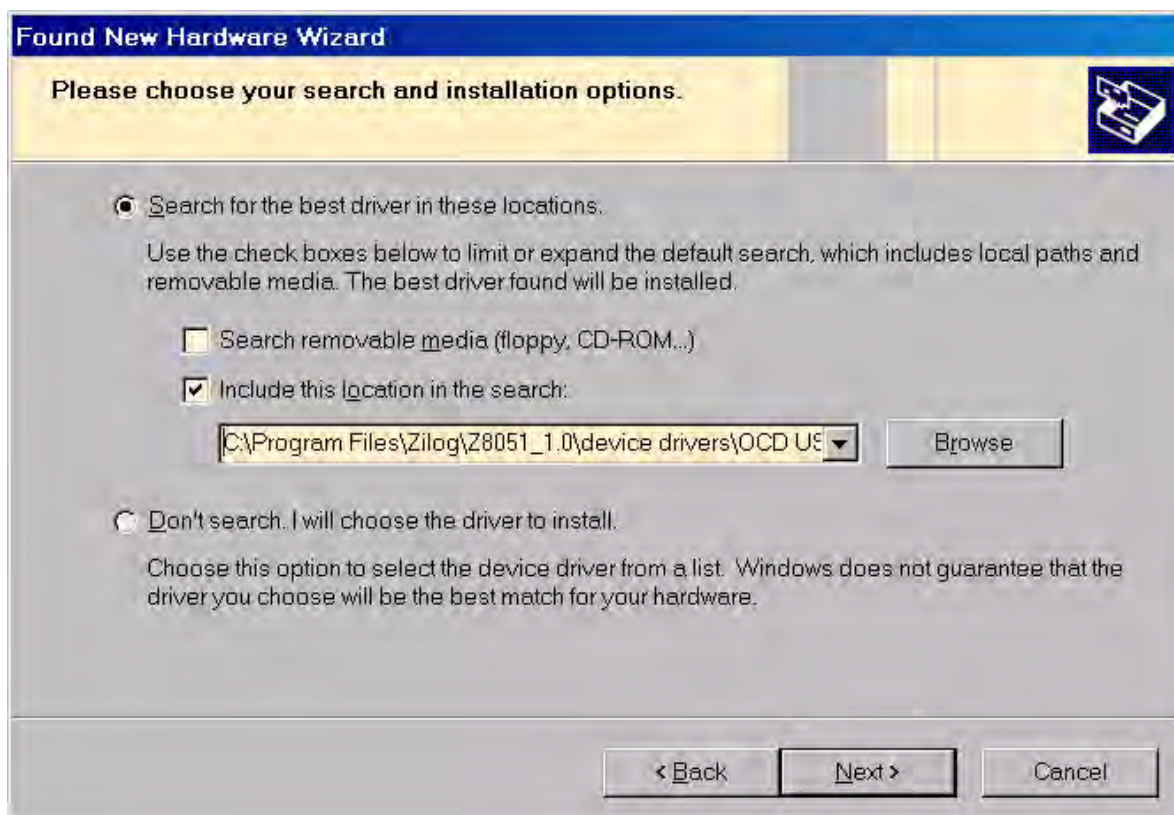 Found New Hardware Wizard
Please choose your search and installation options.
Search for the best driver in these locations.
Use the check boxes below to limit or expand the default search, which includes local paths and
removable media. The best driver found will be installed.
Search removable media (floppy, CD-ROM...)
Include this location in the search:
C:\Program Files\Zilog\Z8051_1.0\device drivers\OCD US
Browse
Don't search. I will choose the driver to install.
Choose this option to select the device driver from a list. Windows does not guarantee that the
driver you choose will be the best match for your hardware.
< Back Next > Cancel